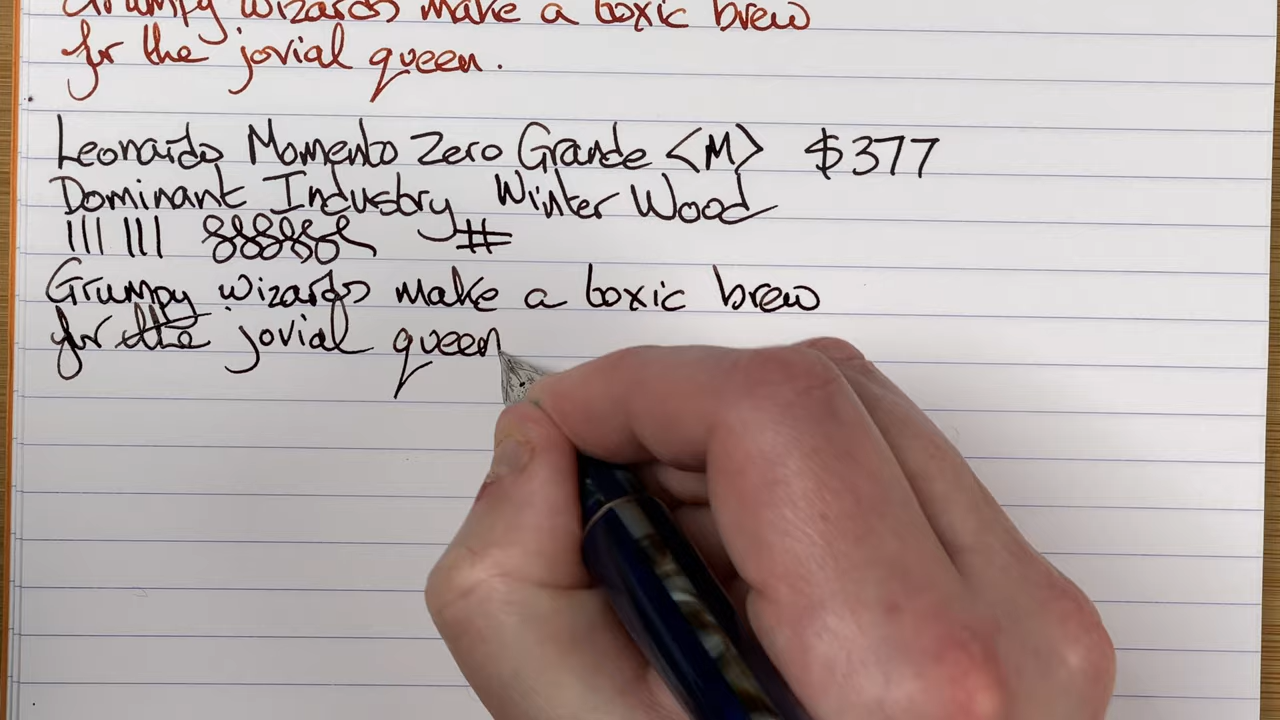 Grumpy wizards make a toxic brew
for the jovial queen.
Leonardo Momento Zero Grande <M> $377
Dominant Industry Winter Wood
||| ||| #
Grumpy wizards make a toxic brew
for the jovial queen